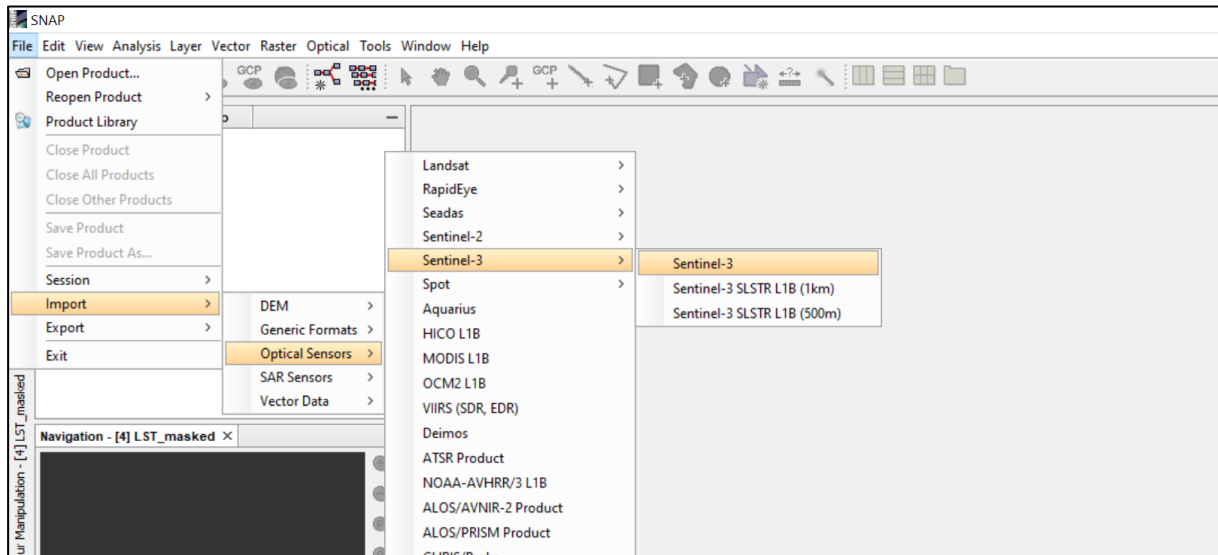 SNAP
File Edit View Analysis Layer Vector Raster Optical Tools Window Help
GCP
GCP
Open Product...
Reopen Product
Product Library
Close Product
Close All Products
Close Other Products
Save Product
Save Product As...
Session
Import
Export
Exit
DEM
Generic Formats
Optical Sensors
SAR Sensors
Vector Data
Landsat
RapidEye
Seadas
Sentinel-2
Sentinel-3
Spot
Aquarius
HICO L1B
MODIS L1B
OCM2 L1B
VIIRS (SDR, EDR)
Deimos
ATSR Product
NOAA-AVHRR/3 L1B
ALOS/AVNIR-2 Product
ALOS/PRISM Product
Sentinel-3
Sentinel-3 SLSTR L1B (1km)
Sentinel-3 SLSTR L1B (500m)
Navigation - [4] LST_masked
ur Manipulation - [4] LST_masked